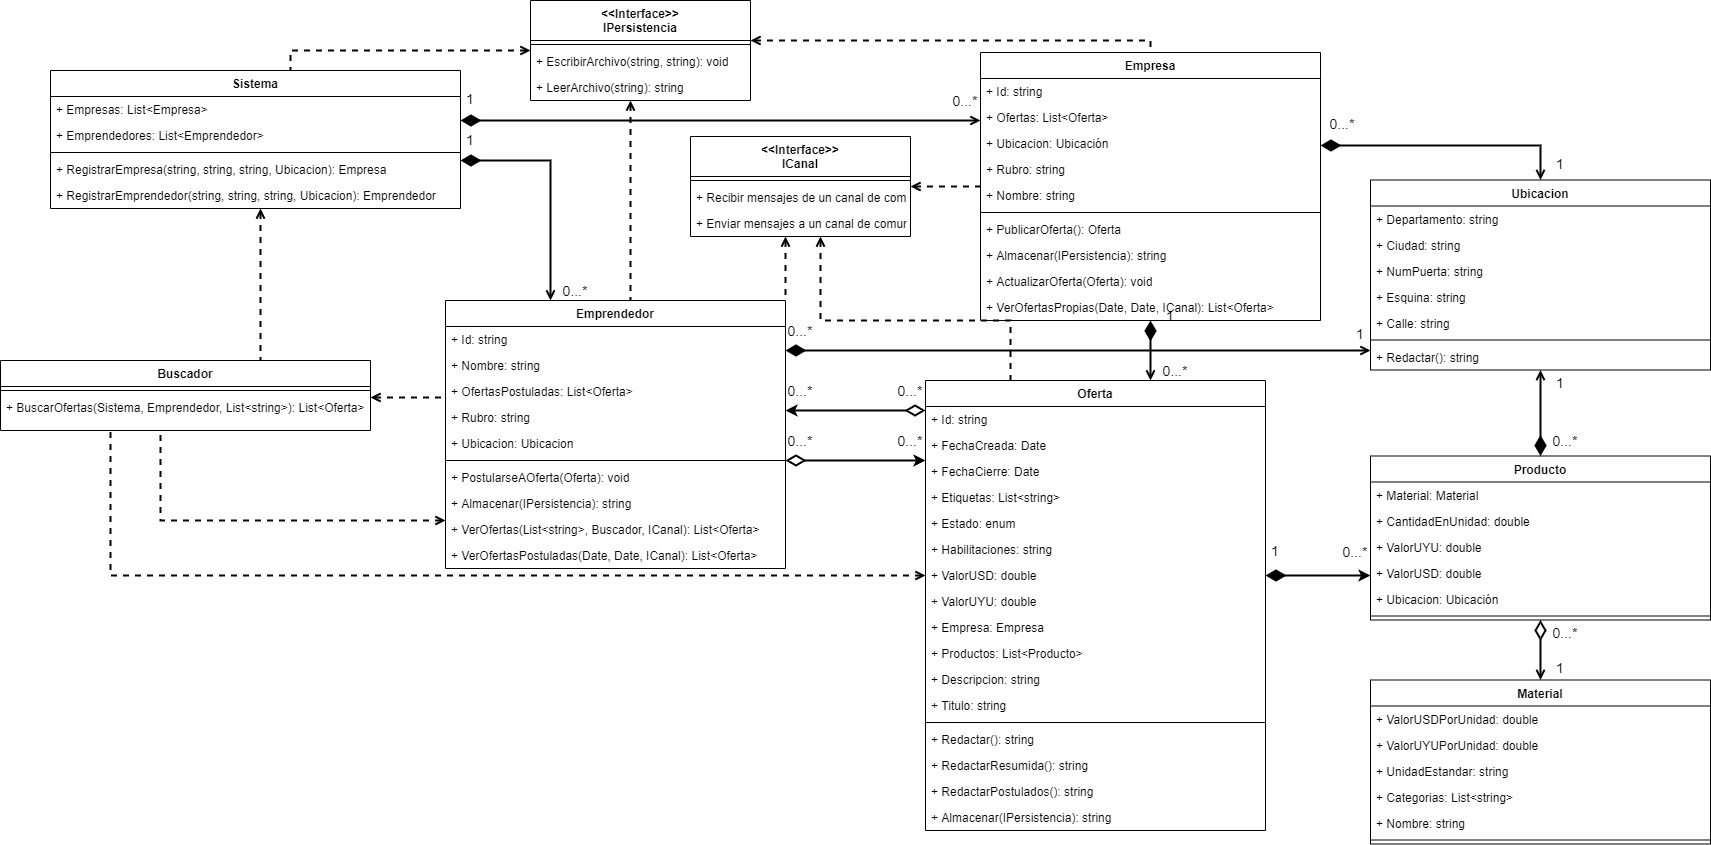 <<Interface>>
IPersistencia
+ EscribirArchivo(string, string): void
+ LeerArchivo(string): string
Sistema
+ Empresas: List<Empresa>
+ Emprendedores: List<Emprendedor>
+ RegistrarEmpresa(string, string, string, Ubicacion): Empresa
+ RegistrarEmprendedor(string, string, string, Ubicacion): Emprendedor
1
1
0...*
0...*
<<Interface>>
ICanal
+ Recibir mensajes de un canal de com
+ Enviar mensajes a un canal de comur
Empresa
+ Id: string
+ Ofertas: List<Oferta>
+ Ubicacion: Ubicación
+ Rubro: string
+ Nombre: string
+ PublicarOferta(): Oferta
+ Almacenar(IPersistencia): string
+ ActualizarOferta(Oferta): void
+ VerOfertasPropias(Date, Date, ICanal): List<Oferta>
0...*
1
1
0...*
Ubicacion
+ Departamento: string
+ Ciudad: string
+ NumPuerta: string
+ Esquina: string
+ Calle: string
+ Redactar(): string
Buscador
+ BuscarOfertas(Sistema, Emprendedor, List<string>): List<Oferta>
Emprendedor
+ Id: string
+ Nombre: string
+ OfertasPostuladas: List<Oferta>
+ Rubro: string
+ Ubicacion: Ubicacion
+ PostularseAOferta(Oferta): void
+ Almacenar(IPersistencia): string
+ VerOfertas(List<string>, Buscador, ICanal): List<Oferta>
+ VerOfertasPostuladas(Date, Date, ICanal): List<Oferta>
0...*
1
0...*
0...*
0...*
0...*
Oferta
+ Id: string
+ FechaCreada: Date
+ FechaCierre: Date
+ Etiquetas: List<string>
+ Estado: enum
+ Habilitaciones: string
+ ValorUSD: double
+ ValorUYU: double
+ Empresa: Empresa
+ Productos: List<Producto>
+ Descripcion: string
+ Titulo: string
+ Redactar(): string
+ RedactarResumida(): string
+ RedactarPostulados(): string
+ Almacenar(IPersistencia): string
1
0...*
1
0...*
Producto
+ Material: Material
+ CantidadEnUnidad: double
+ ValorUYU: double
+ ValorUSD: double
+ Ubicacion: Ubicación
0...*
1
Material
+ ValorUSDPorUnidad: double
+ ValorUYUPorUnidad: double
+ UnidadEstandar: string
+ Categorias: List<string>
+ Nombre: string